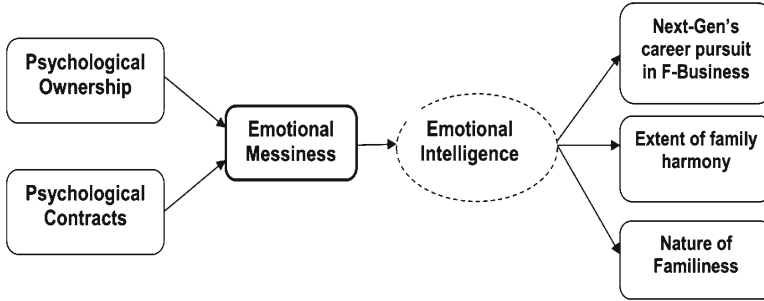 Psychological
Ownership
Psychological
Contracts
Emotional
Messiness
Emotional
Intelligence
Next-Gen's
career pursuit
in F-Business
Extent of family
harmony
Nature of
Familiness